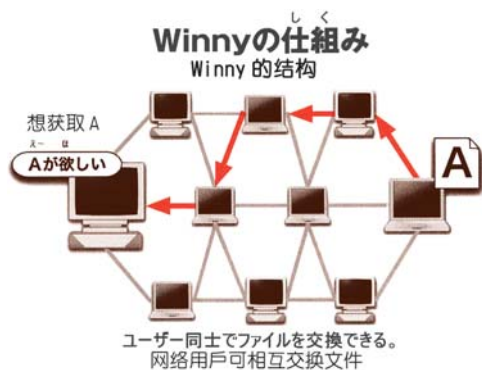 しく
Winnyの仕組み
Winny 的结构
想获取 A
えー ほ
Aが欲しい
A
ユーザー同士でファイルを交換できる。
网络用戶可相互交换文件